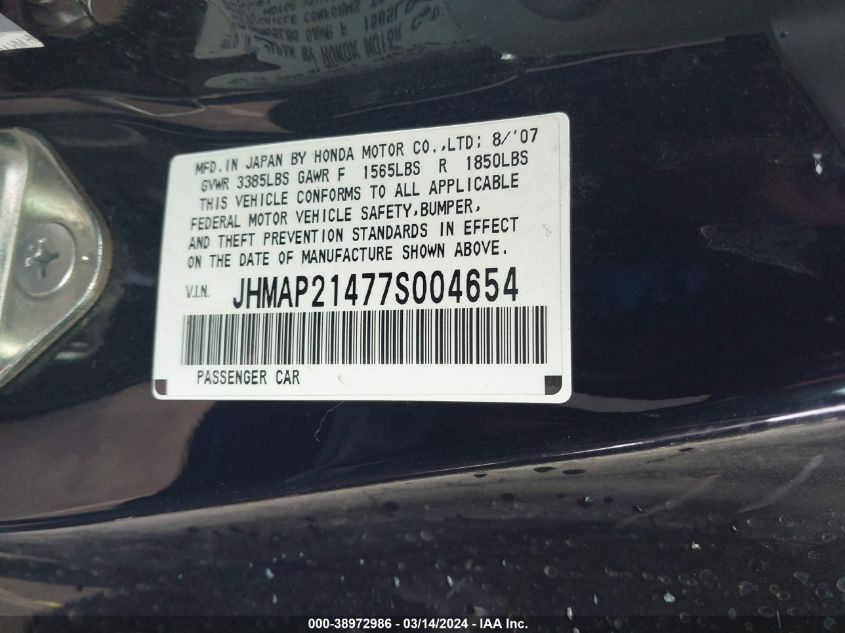 MFD.IN JAPAN BY HONDA MOTOR CO.,LTD; 8/'07
GVWR 3385LBS GAWR F 1565LBS R 1850LBS
THIS VEHICLE CONFORMS TO ALL APPLICABLE
FEDERAL MOTOR VEHICLE SAFETY,BUMPER,
AND THEFT PREVENTION STANDARDS IN EFFECT
ON THE DATE OF MANUFACTURE SHOWN ABOVE.
V.I.N. JHMAP21477S004654
PASSENGER CAR
000-38972986 - 03/14/2024 - IAA Inc.